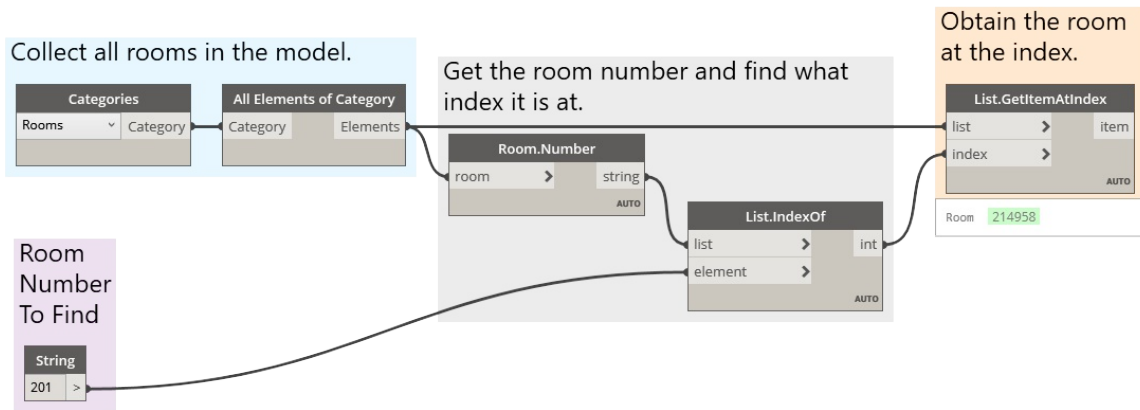 Collect all rooms in the model.
Categories
Rooms Category
All Elements of Category
Category Elements
Get the room number and find what
index it is at.
Room.Number
room > string
AUTO
List.IndexOf
list > int
element >
AUTO
Obtain the room
at the index.
List.GetItemAtIndex
list > item
index >
AUTO
Room 214958
Room
Number
To Find
String
201 >